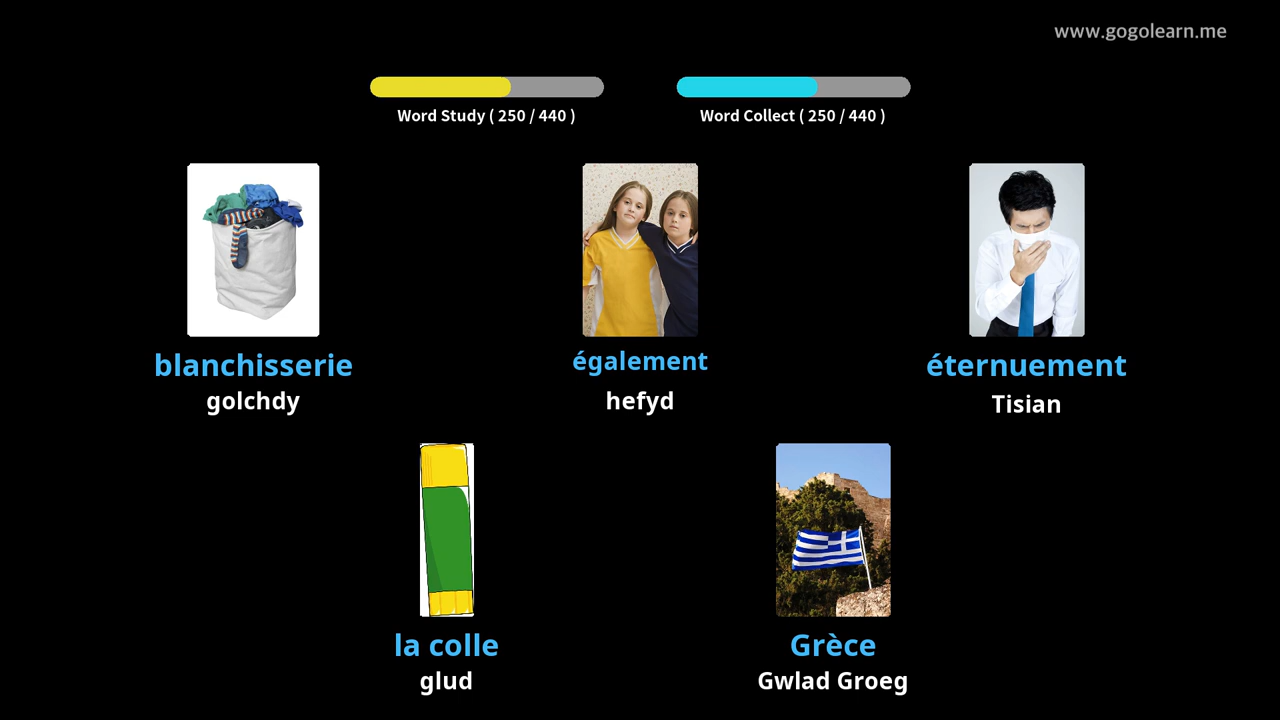 www.gogolearn.me
Word Study ( 250 / 440 )
Word Collect ( 250 / 440 )
blanchisserie
golchdy
également
hefyd
éternuement
Tisian
la colle
glud
Grèce
Gwlad Groeg